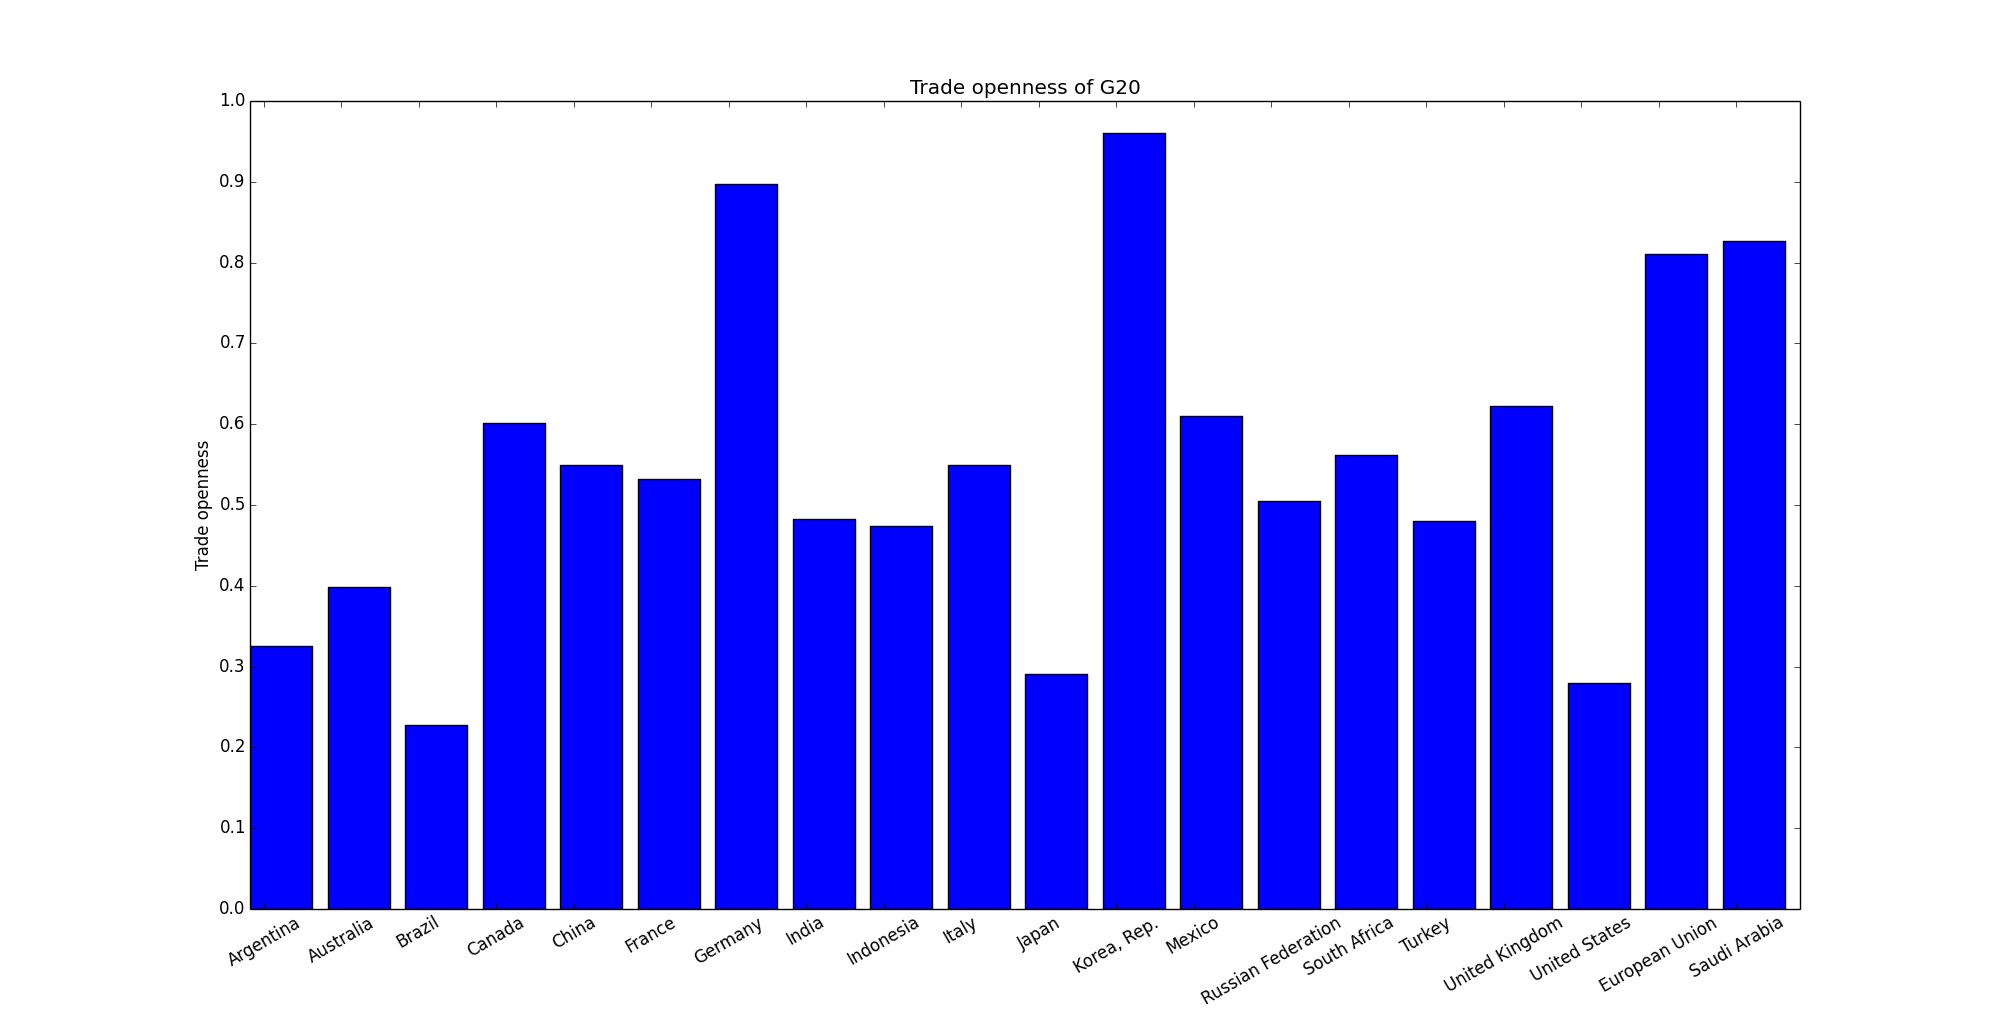 Trade openness of G20
1.0
0.9
0.8
0.7
0.6
0.5
0.4
0.3
0.2
0.1
0.0
Trade openness
Argentina
Australia
Brazil
Canada
China
France
Germany
India
Indonesia
Italy
Japan
Korea, Rep.
Mexico
Russian Federation
South Africa
Turkey
United Kingdom
United States
European Union
Saudi Arabia